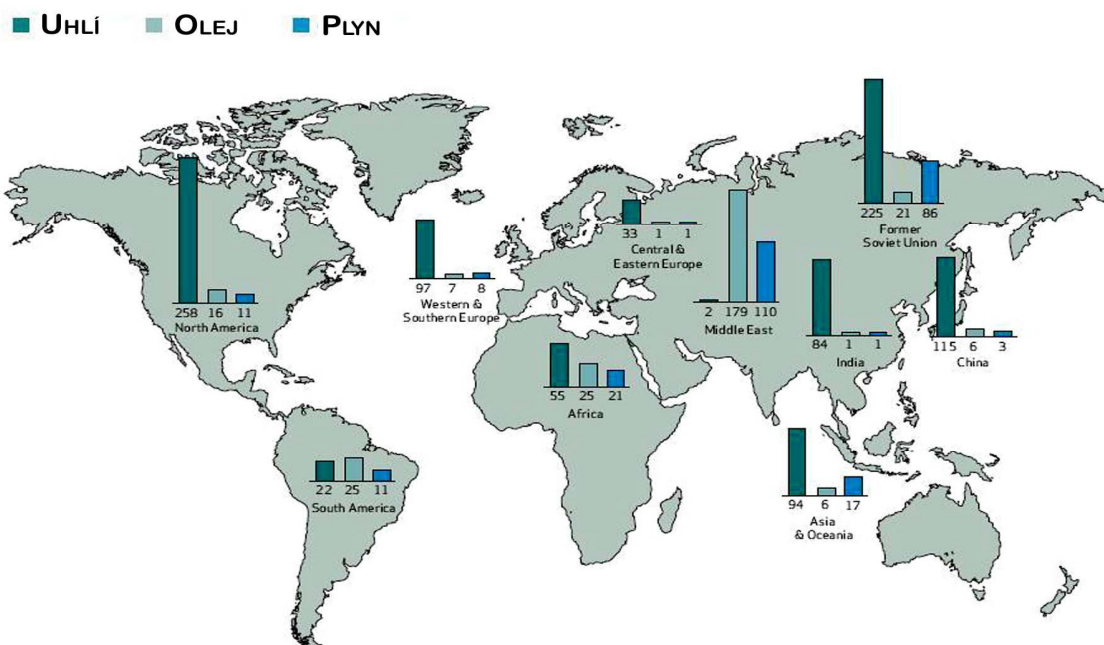 UHLÍ OLEJ PLYN
225 21 86
Former
Soviet Union
33 1 1
Central &
Eastern Europe
97 7 8
Western &
Southern Europe
258 16 11
North America
2 179 110
Middle East
84 1 1
India
115 6 3
China
55 25 21
Africa
22 25 11
South America
94 6 17
Asia
& Oceania